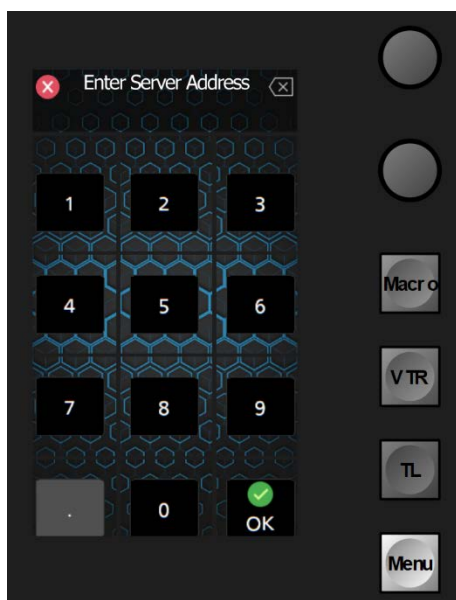 Enter Server Address
1 2 3
Macro
4 5 6
VTR
7 8 9
TL
. 0 OK
Menu